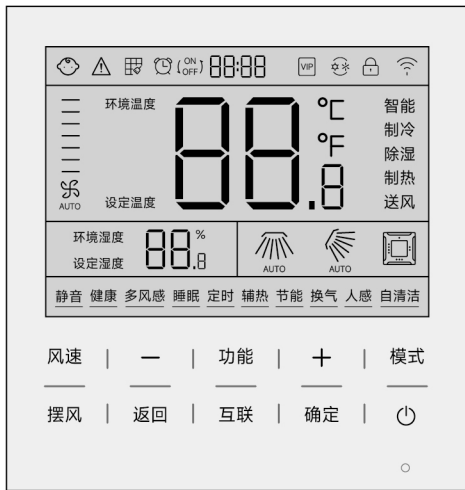 (ON OFF) 88:88 VIP
环境温度 88.8 °C °F
设定温度
AUTO
智能
制冷
除湿
制热
送风
环境湿度 88.8 %
设定湿度
AUTO AUTO
静音 健康 多风感 睡眠 定时 辅热 节能 换气 人感 自清洁
风速 | — | 功能 | + | 模式
摆风 | 返回 | 互联 | 确定 |